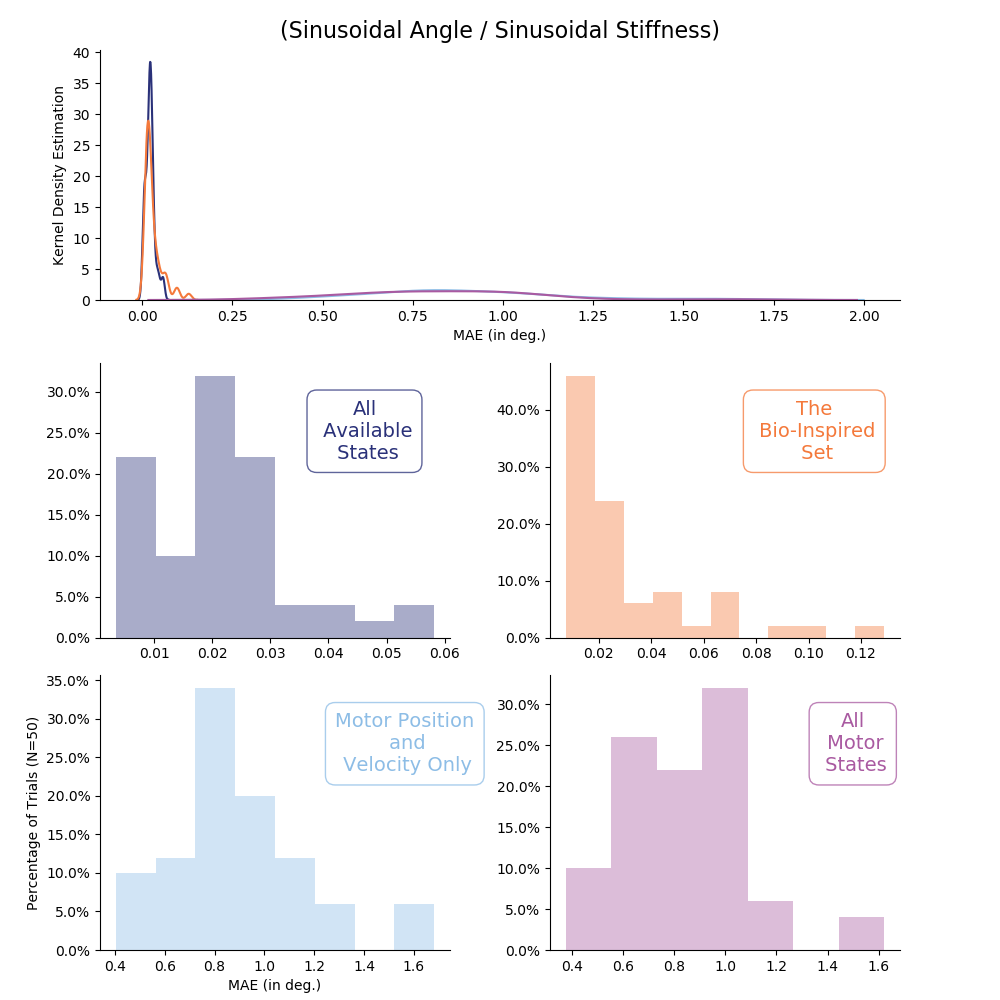 (Sinusoidal Angle / Sinusoidal Stiffness)
Kernel Density Estimation
40
35
30
25
20
15
10
5
0
0.00 0.25 0.50 0.75 1.00 1.25 1.50 1.75 2.00
MAE (in deg.)
All
Available
States
30.0%
25.0%
20.0%
15.0%
10.0%
5.0%
0.0%
0.01 0.02 0.03 0.04 0.05 0.06
The
Bio-Inspired
Set
40.0%
30.0%
20.0%
10.0%
0.0%
0.02 0.04 0.06 0.08 0.10 0.12
Percentage of Trials (N=50)
Motor Position
and
Velocity Only
35.0%
30.0%
25.0%
20.0%
15.0%
10.0%
5.0%
0.0%
0.4 0.6 0.8 1.0 1.2 1.4 1.6
MAE (in deg.)
All
Motor
States
30.0%
25.0%
20.0%
15.0%
10.0%
5.0%
0.0%
0.4 0.6 0.8 1.0 1.2 1.4 1.6